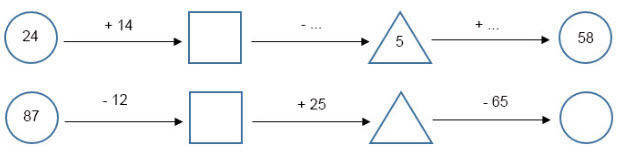 + 14 - ... + ...
24 5 58
- 12 + 25 - 65
87